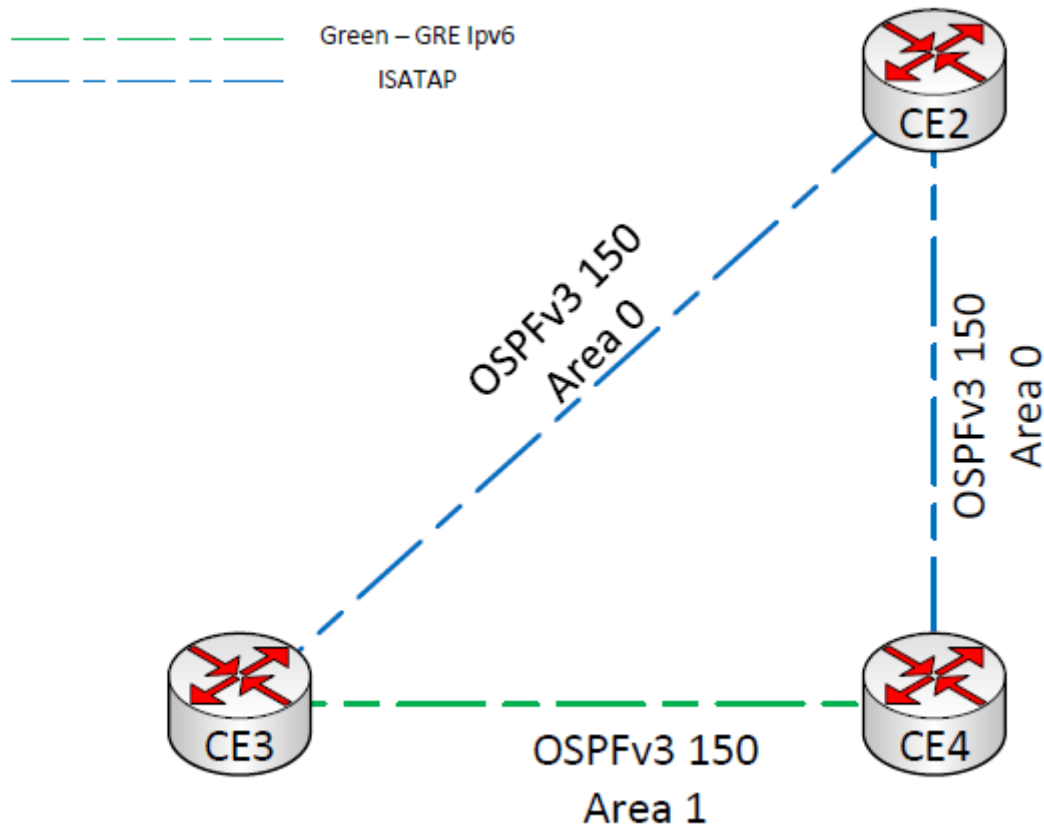 Green – GRE Ipv6
ISATAP
CE2
OSPFv3 150
Area 0
OSPFv3 150
Area 0
CE3
CE4
OSPFv3 150
Area 1